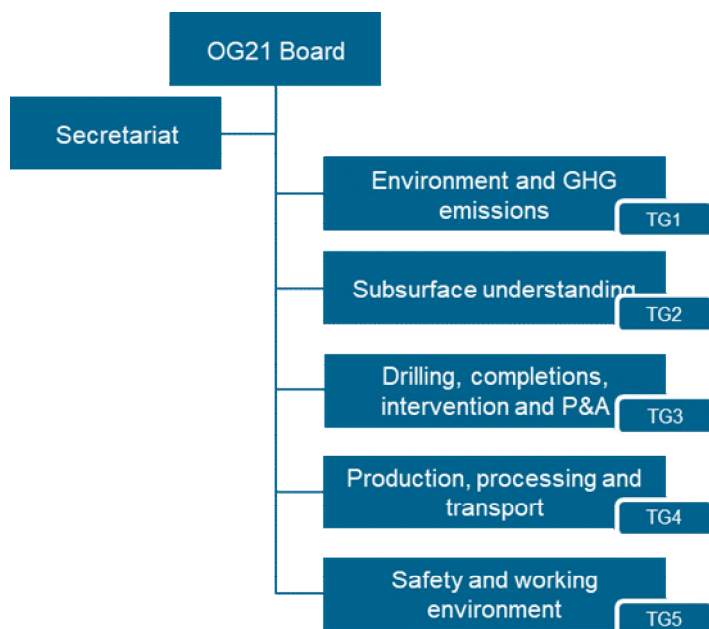 OG21 Board
Secretariat
Environment and GHG
emissions
TG1
Subsurface understanding
TG2
Drilling, completions,
intervention and P&A
TG3
Production, processing and
transport
TG4
Safety and working
environment
TG5